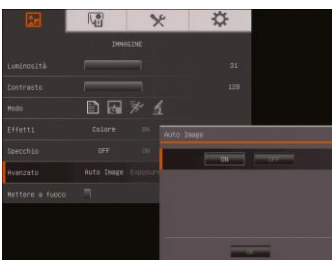 IMMAGINE
Luminosità 31
Contrasto 128
Modo
Effetti Colore
Specchio OFF
Auto Image
ON OFF
Avanzato Auto Image Exposure
Mettere a fuoco